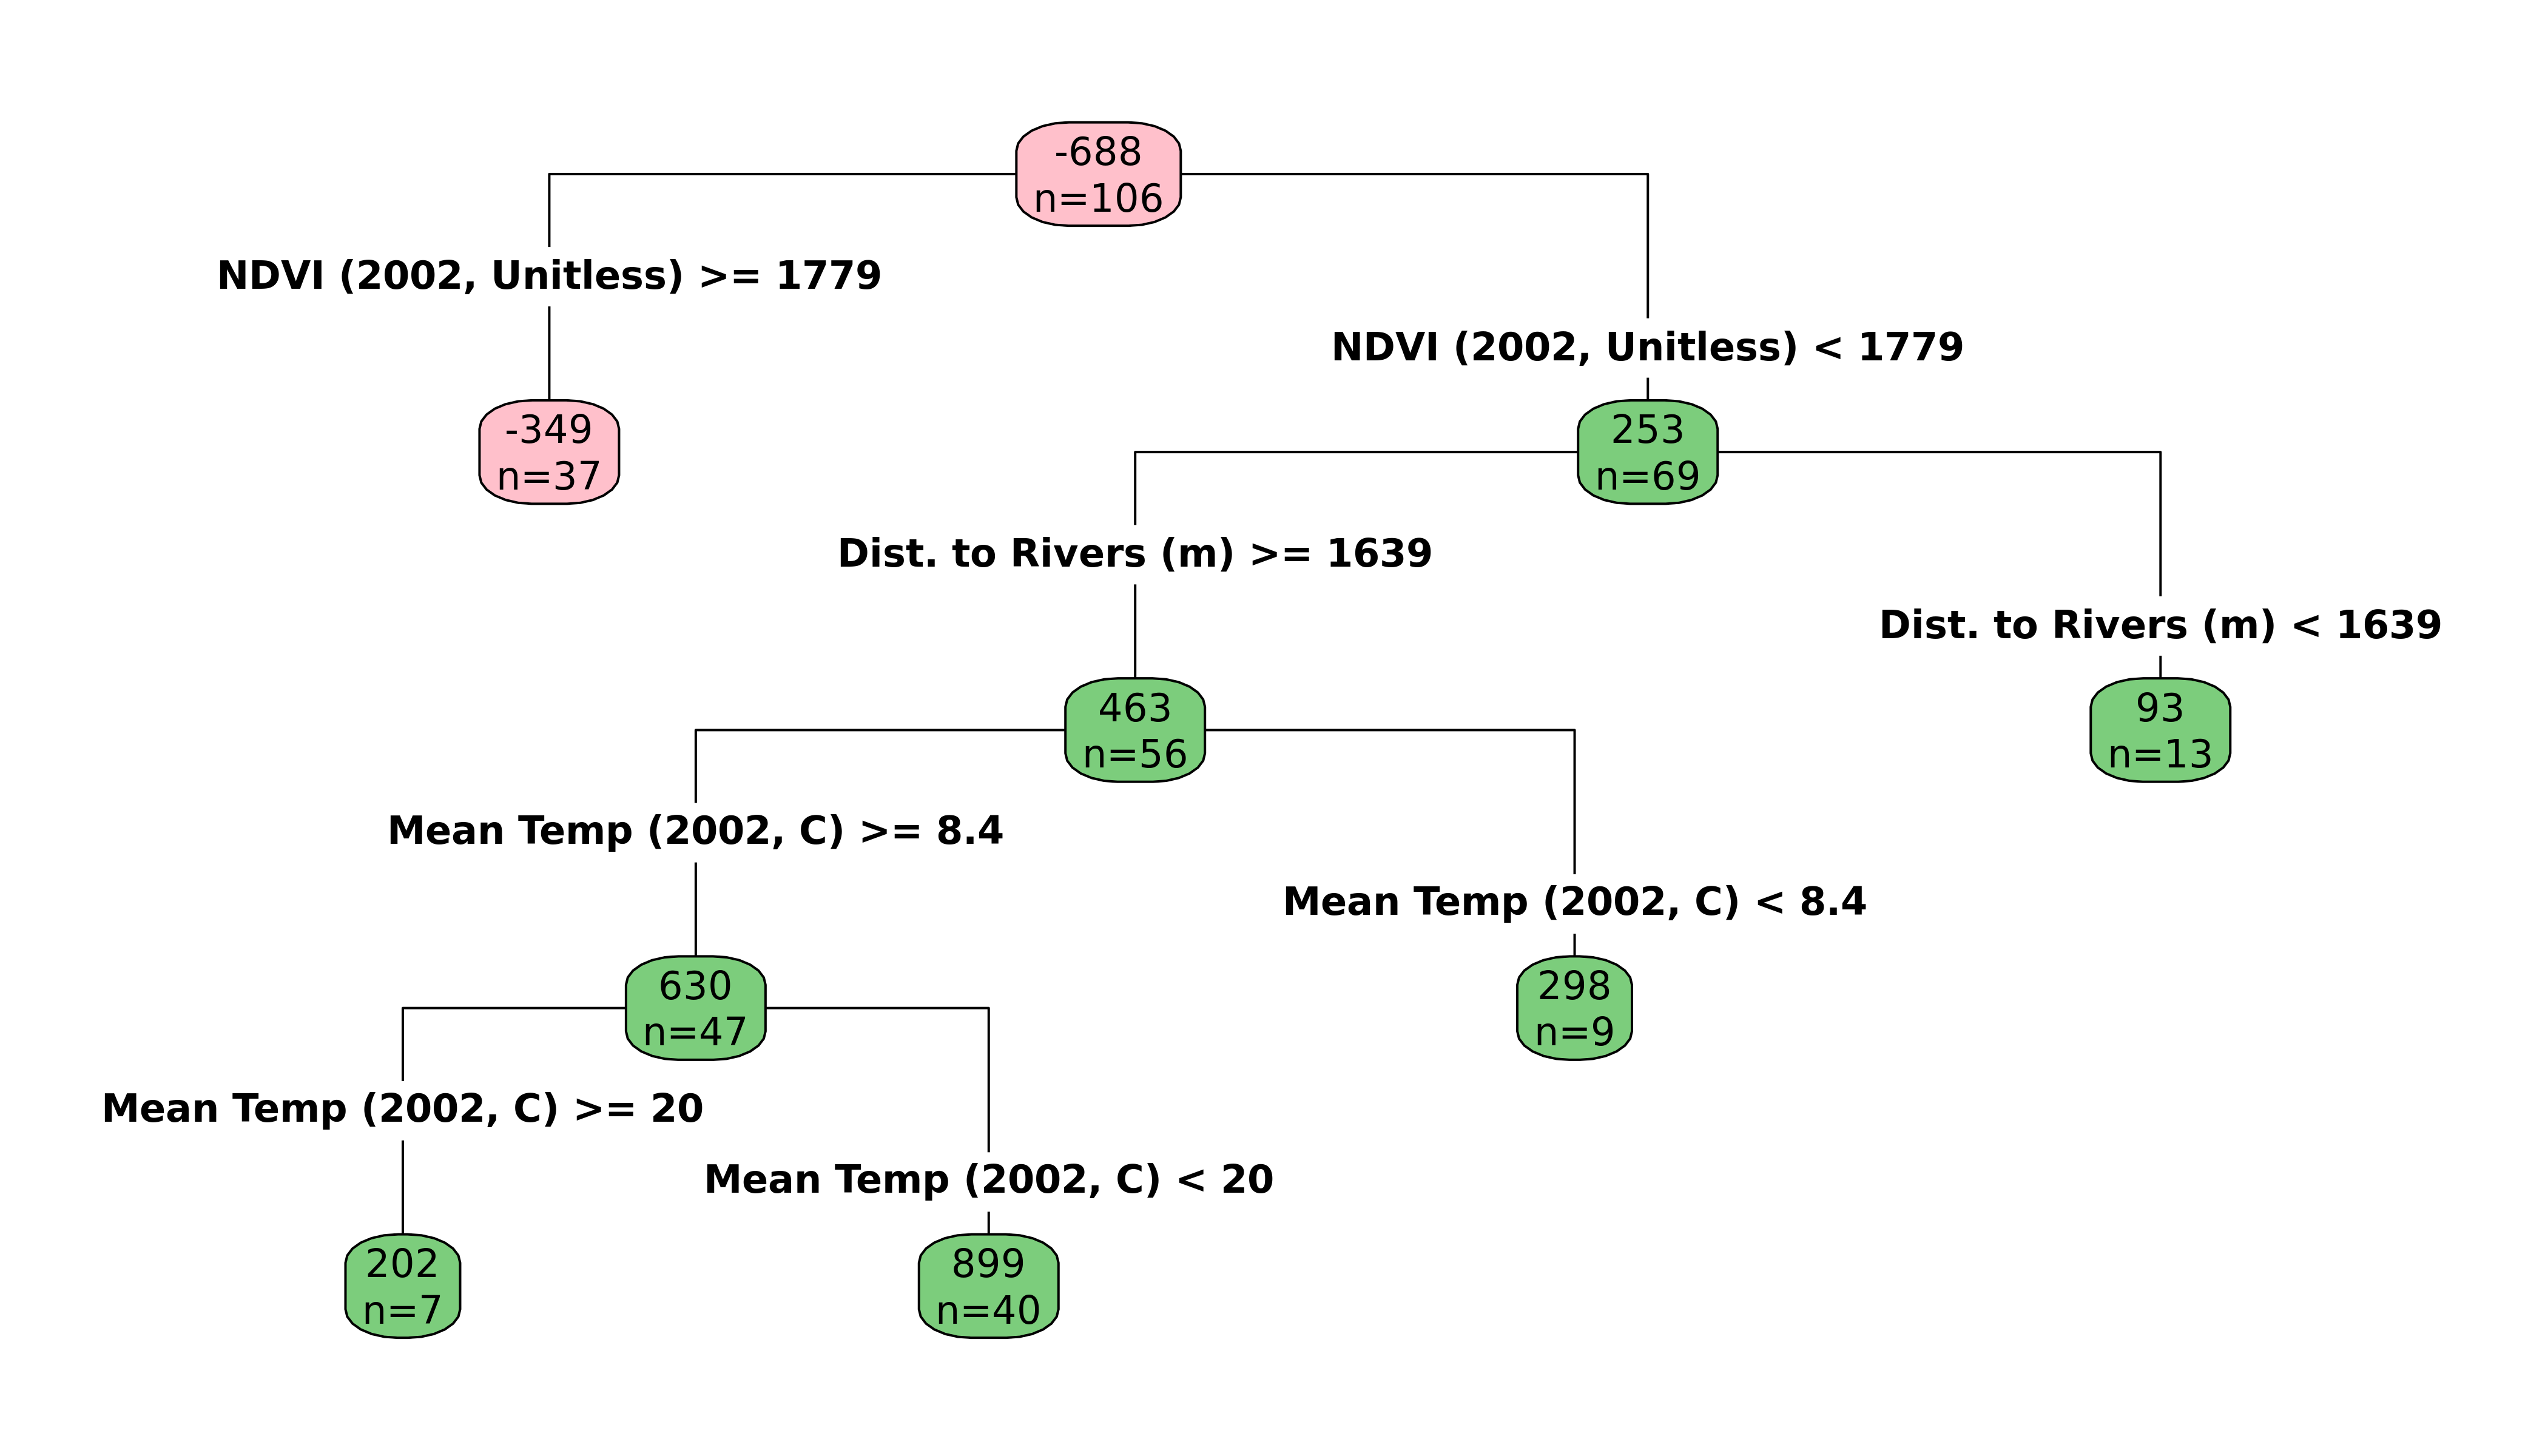 -688
n=106
NDVI (2002, Unitless) >= 1779
NDVI (2002, Unitless) < 1779
-349
n=37
253
n=69
Dist. to Rivers (m) >= 1639
Dist. to Rivers (m) < 1639
463
n=56
93
n=13
Mean Temp (2002, C) >= 8.4
Mean Temp (2002, C) < 8.4
630
n=47
298
n=9
Mean Temp (2002, C) >= 20
Mean Temp (2002, C) < 20
202
n=7
899
n=40